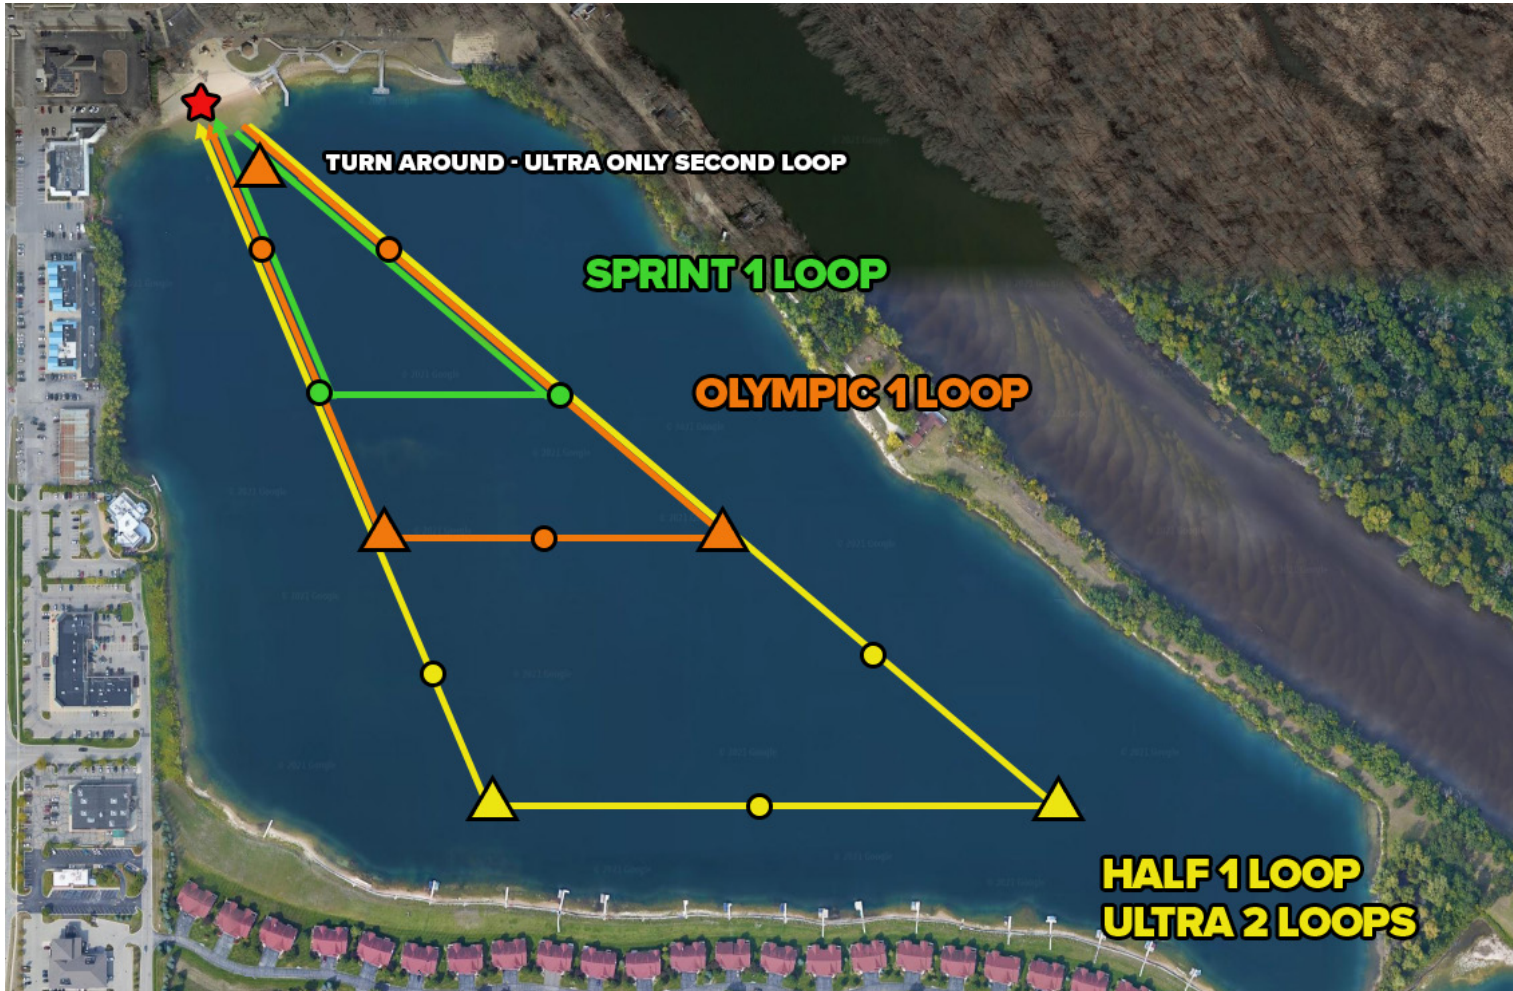 TURN AROUND - ULTRA ONLY SECOND LOOP
SPRINT 1 LOOP
OLYMPIC 1 LOOP
HALF 1 LOOP
ULTRA 2 LOOPS